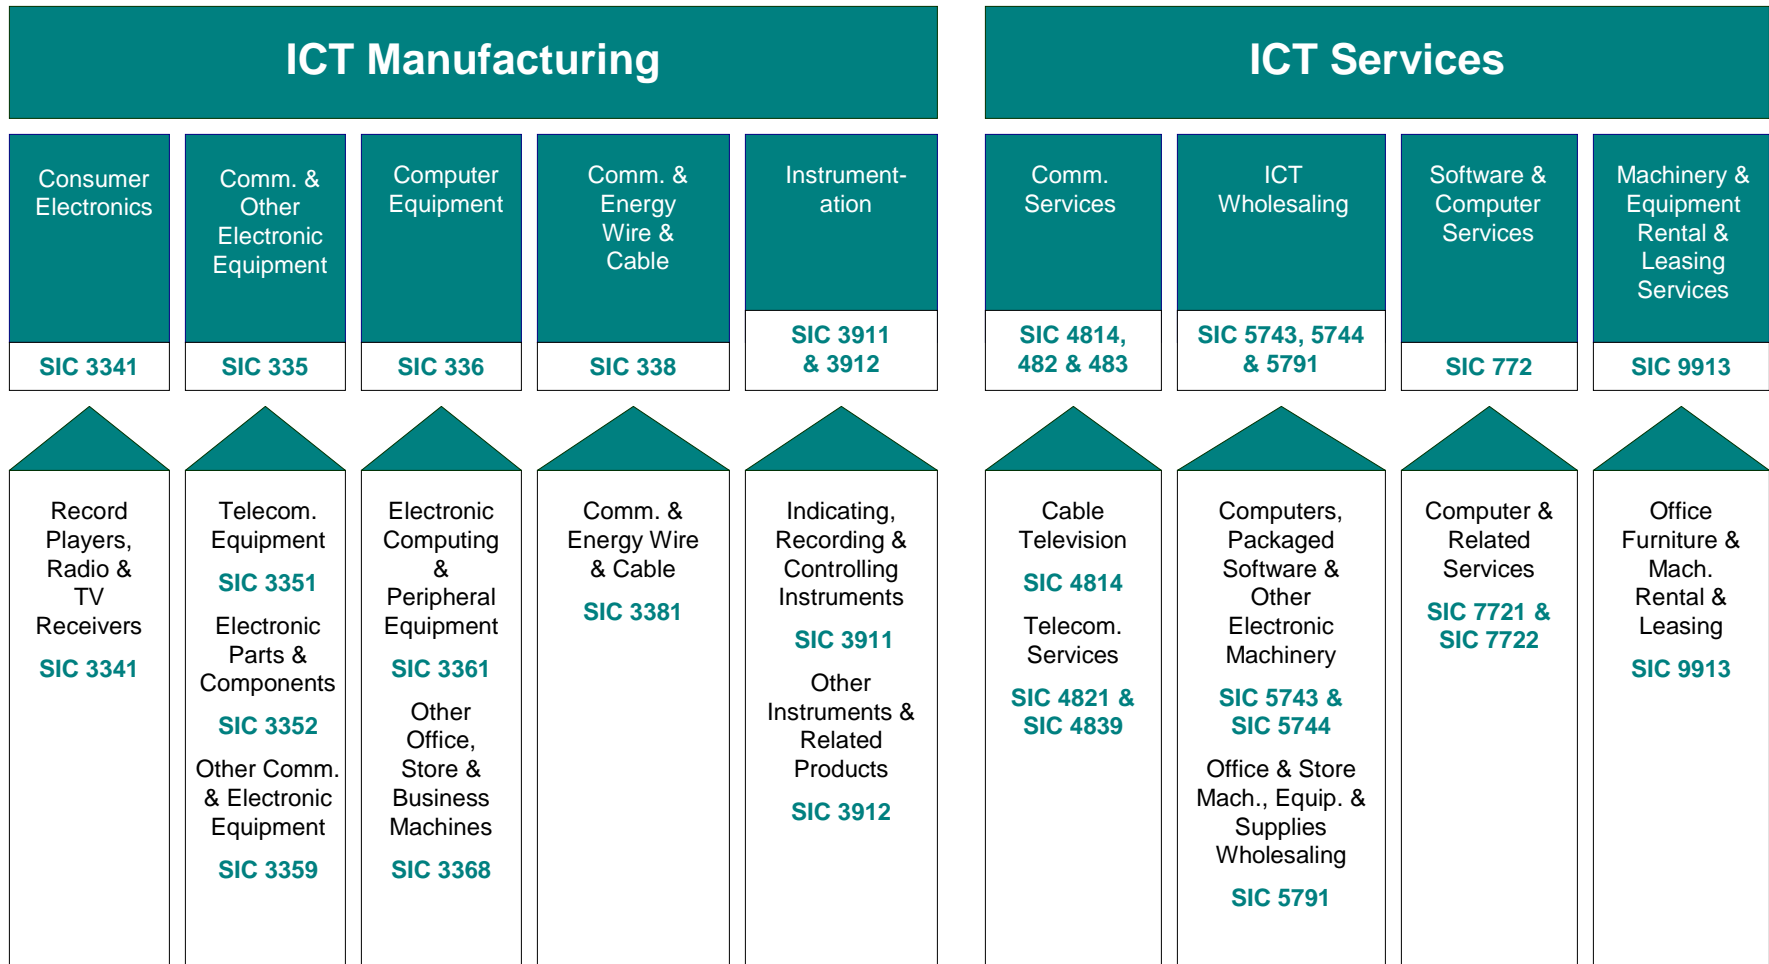 ICT Manufacturing
Consumer
Electronics
SIC 3341
Comm. &
Other
Electronic
Equipment
SIC 335
Computer
Equipment
SIC 336
Comm. &
Energy
Wire &
Cable
SIC 338
Instrument-
ation
SIC 3911
& 3912
Record
Players,
Radio &
TV
Receivers
SIC 3341
Telecom.
Equipment
SIC 3351
Electronic
Parts &
Components
SIC 3352
Other Comm.
& Electronic
Equipment
SIC 3359
Electronic
Computing
&
Peripheral
Equipment
SIC 3361
Other
Office,
Store &
Business
Machines
SIC 3368
Comm. &
Energy Wire
& Cable
SIC 3381
Indicating,
Recording &
Controlling
Instruments
SIC 3911
Other
Instruments &
Related
Products
SIC 3912
ICT Services
Comm.
Services
SIC 4814,
482 & 483
ICT
Wholesaling
SIC 5743, 5744
& 5791
Software &
Computer
Services
SIC 772
Machinery &
Equipment
Rental &
Leasing
Services
SIC 9913
Cable
Television
SIC 4814
Telecom.
Services
SIC 4821 &
SIC 4839
Computers,
Packaged
Software &
Other
Electronic
Machinery
SIC 5743 &
SIC 5744
Office & Store
Mach., Equip. &
Supplies
Wholesaling
SIC 5791
Computer &
Related
Services
SIC 7721 &
SIC 7722
Office
Furniture &
Mach.
Rental &
Leasing
SIC 9913